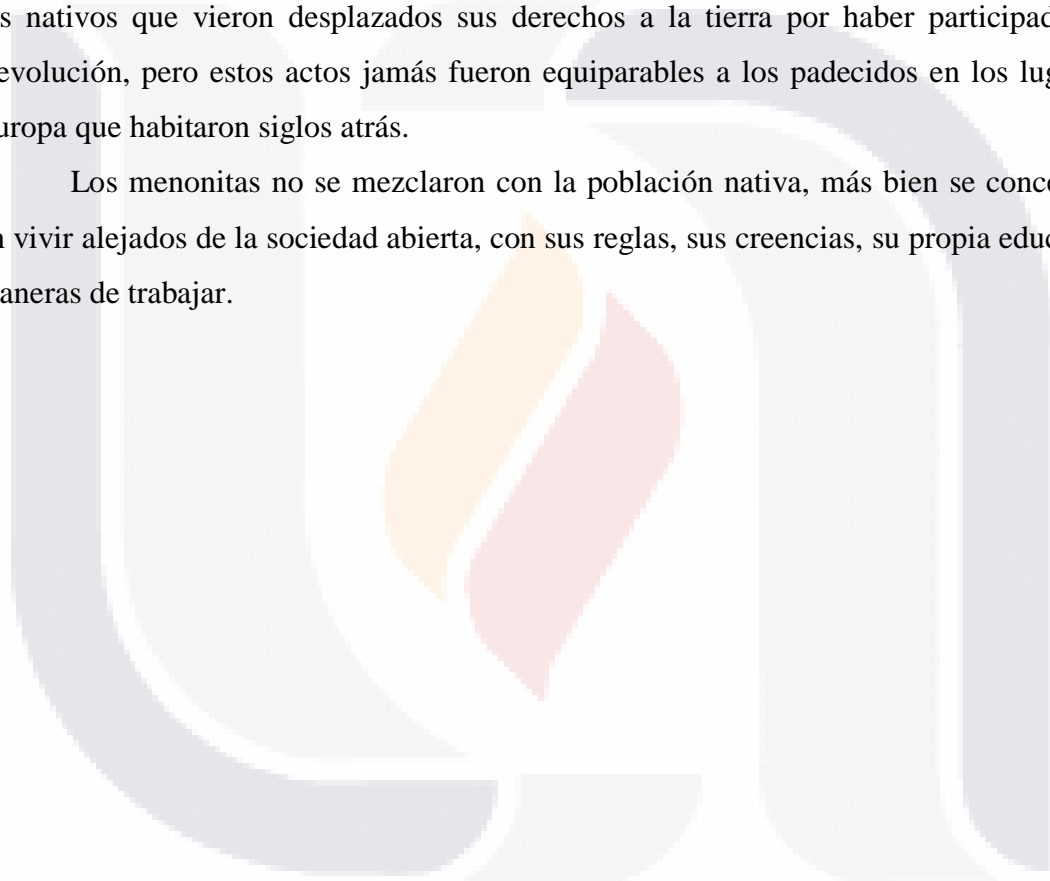 s nativos que vieron desplazados sus derechos a la tierra por haber participad
evolución, pero estos actos jamás fueron equiparables a los padecidos en los lug
uropa que habitaron siglos atrás.
Los menonitas no se mezclaron con la población nativa, más bien se conc
n vivir alejados de la sociedad abierta, con sus reglas, sus creencias, su propia educ
aneras de trabajar.